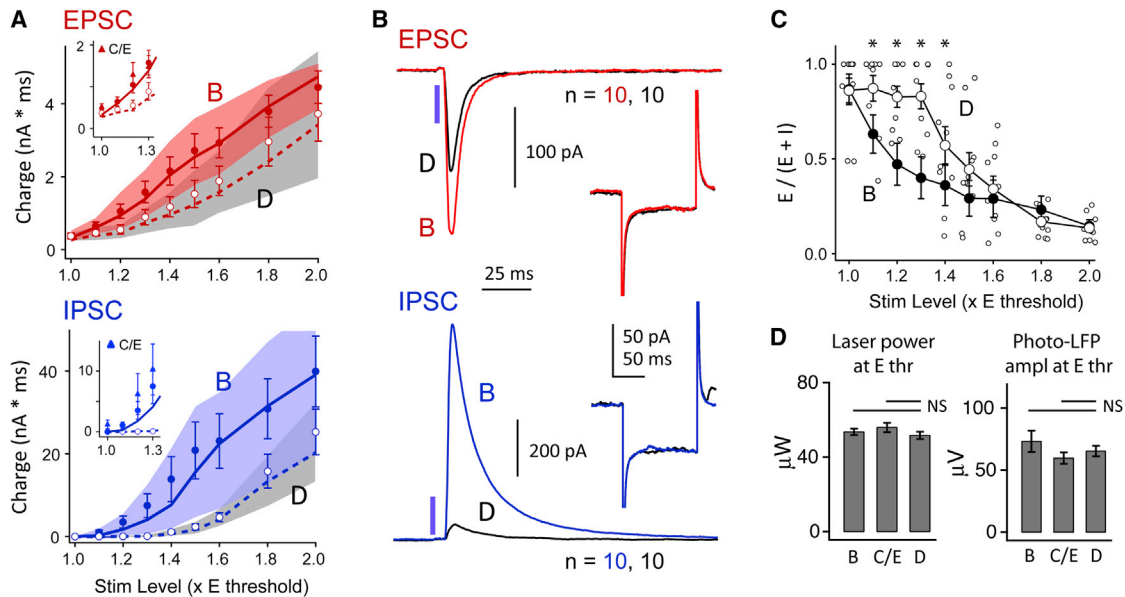 A
EPSC
C/E
2
0
1.0
1.3
B
D
4
2
0
Charge (nA * ms)
1.0
1.2
1.4
1.6
1.8
2.0
IPSC
C/E
10
0
1.0
1.3
B
D
40
20
0
Charge (nA * ms)
1.0
1.2
1.4
1.6
1.8
2.0
Stim Level (x E threshold)
B
EPSC
n = 10, 10
100 pA
D
B
25 ms
IPSC
50 pA
50 ms
B
200 pA
D
n = 10, 10
C
* * * *
1.0
0.5
0.0
E / (E + I)
D
B
1.0
1.2
1.4
1.6
1.8
2.0
Stim Level (x E threshold)
D
Laser power
at E thr
80
40
0
μW
NS
B
C/E
D
Photo-LFP
ampl at E thr
100
50
0
μV
NS
B
C/E
D